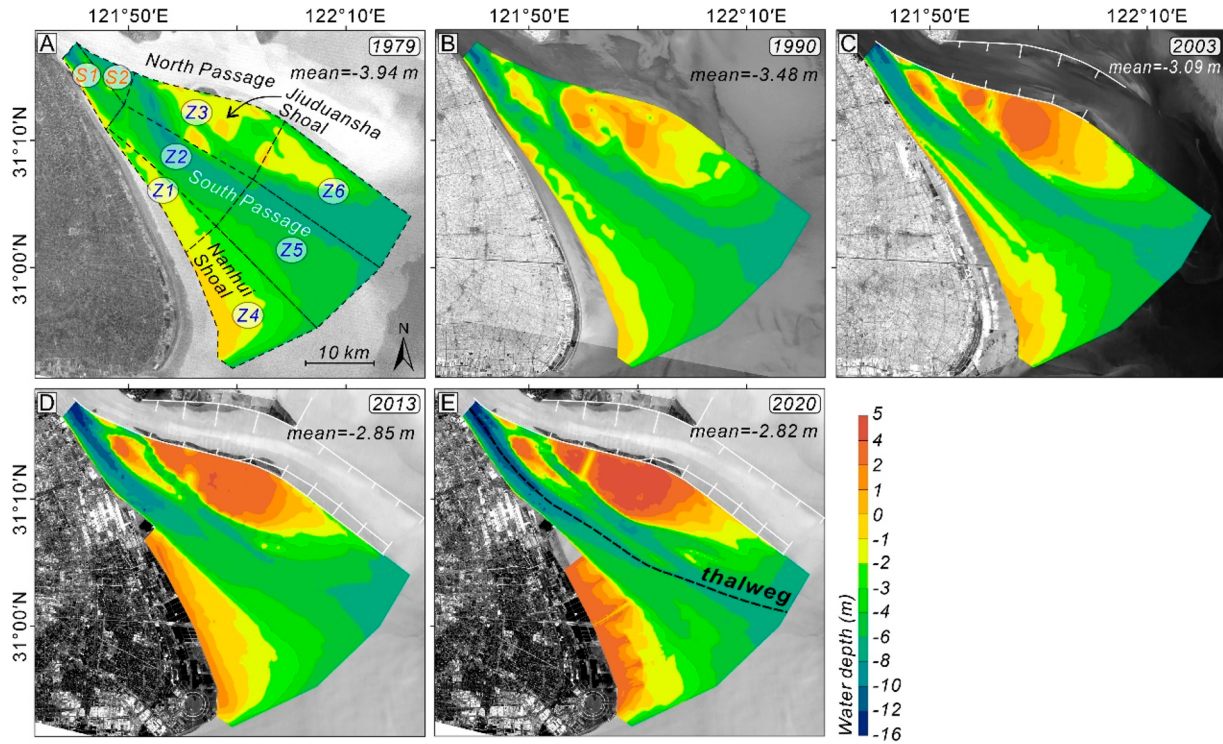 121°50′E 122°10′E 121°50′E 122°10′E 121°50′E 122°10′E
A 1979
mean=-3.94 m
North Passage
Jiuduansha
Shoal
S1 S2
Z3
Z2
Z1
South Passage
Z6
Z5
Nanhui
Shoal
Z4
N
10 km
31°10′N
31°00′N
B 1990
mean=-3.48 m
C 2003
mean=-3.09 m
D 2013
mean=-2.85 m
31°10′N
31°00′N
E 2020
mean=-2.82 m
thalweg
Water depth (m)
5
4
2
1
0
-1
-2
-3
-4
-6
-8
-10
-12
-16